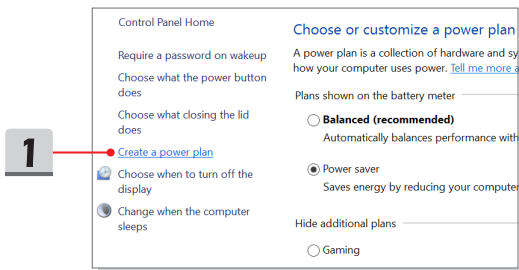 Control Panel Home
Require a password on wakeup
Choose what the power button
does
Choose what closing the lid
does
1
Create a power plan
Choose when to turn off the
display
Change when the computer
sleeps
Choose or customize a power plan
A power plan is a collection of hardware and sy
how your computer uses power. Tell me more a
Plans shown on the battery meter
Balanced (recommended)
Automatically balances performance with
Power saver
Saves energy by reducing your computer
Hide additional plans
Gaming